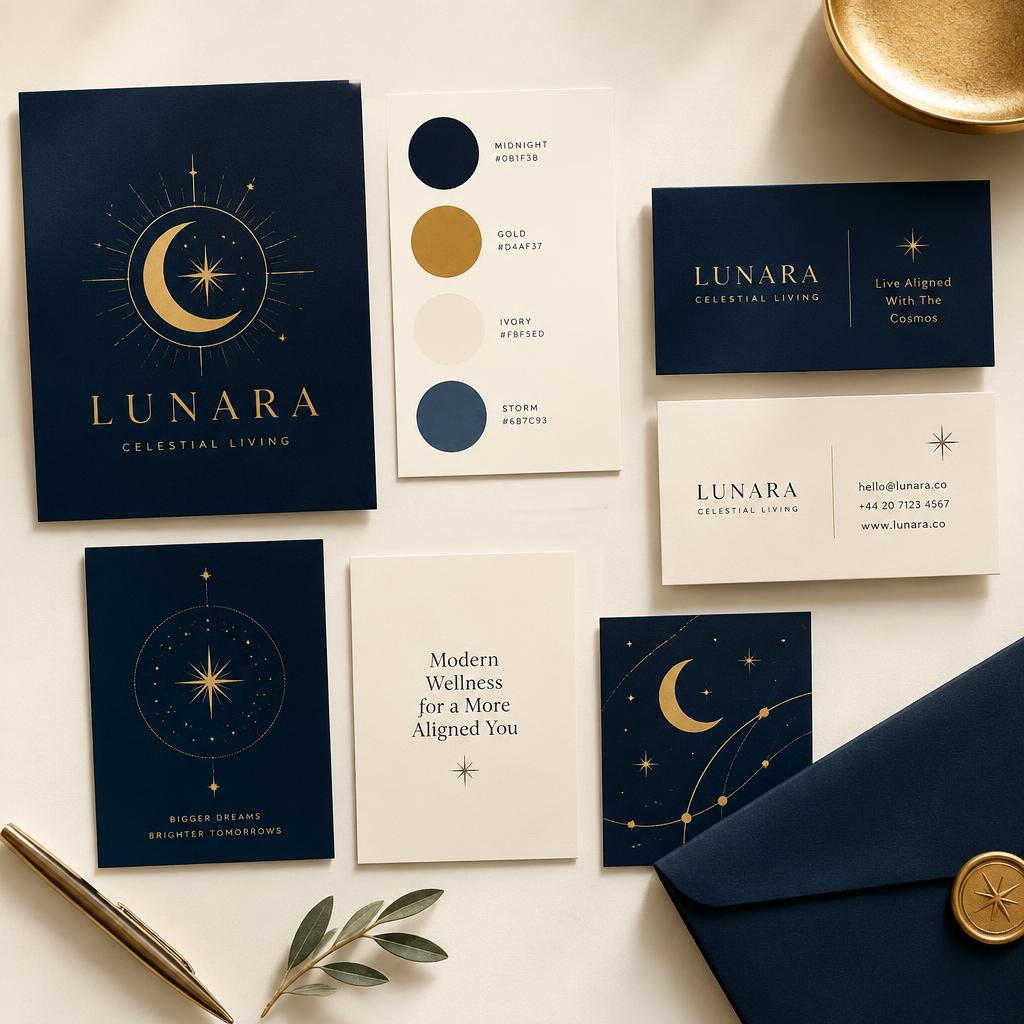 LUNARA
CELESTIAL LIVING
MIDNIGHT
#0B1F3B
GOLD
#D4AF37
IVORY
#F8F5ED
STORM
#6B7C93
LUNARA
CELESTIAL LIVING
Live Aligned
With The
Cosmos
LUNARA
CELESTIAL LIVING
hello@lunara.co
+44 20 7123 4567
www.lunara.co
BIGGER DREAMS
BRIGHTER TOMORROWS
Modern
Wellness
for a More
Aligned You